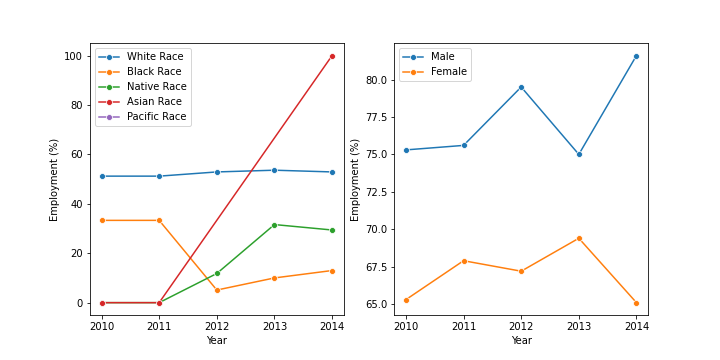 White Race
Black Race
Native Race
Asian Race
Pacific Race
100
80
60
40
20
0
Employment (%)
2010 2011 2012 2013 2014
Year
Male
Female
80.0
77.5
75.0
72.5
70.0
67.5
65.0
Employment (%)
2010 2011 2012 2013 2014
Year